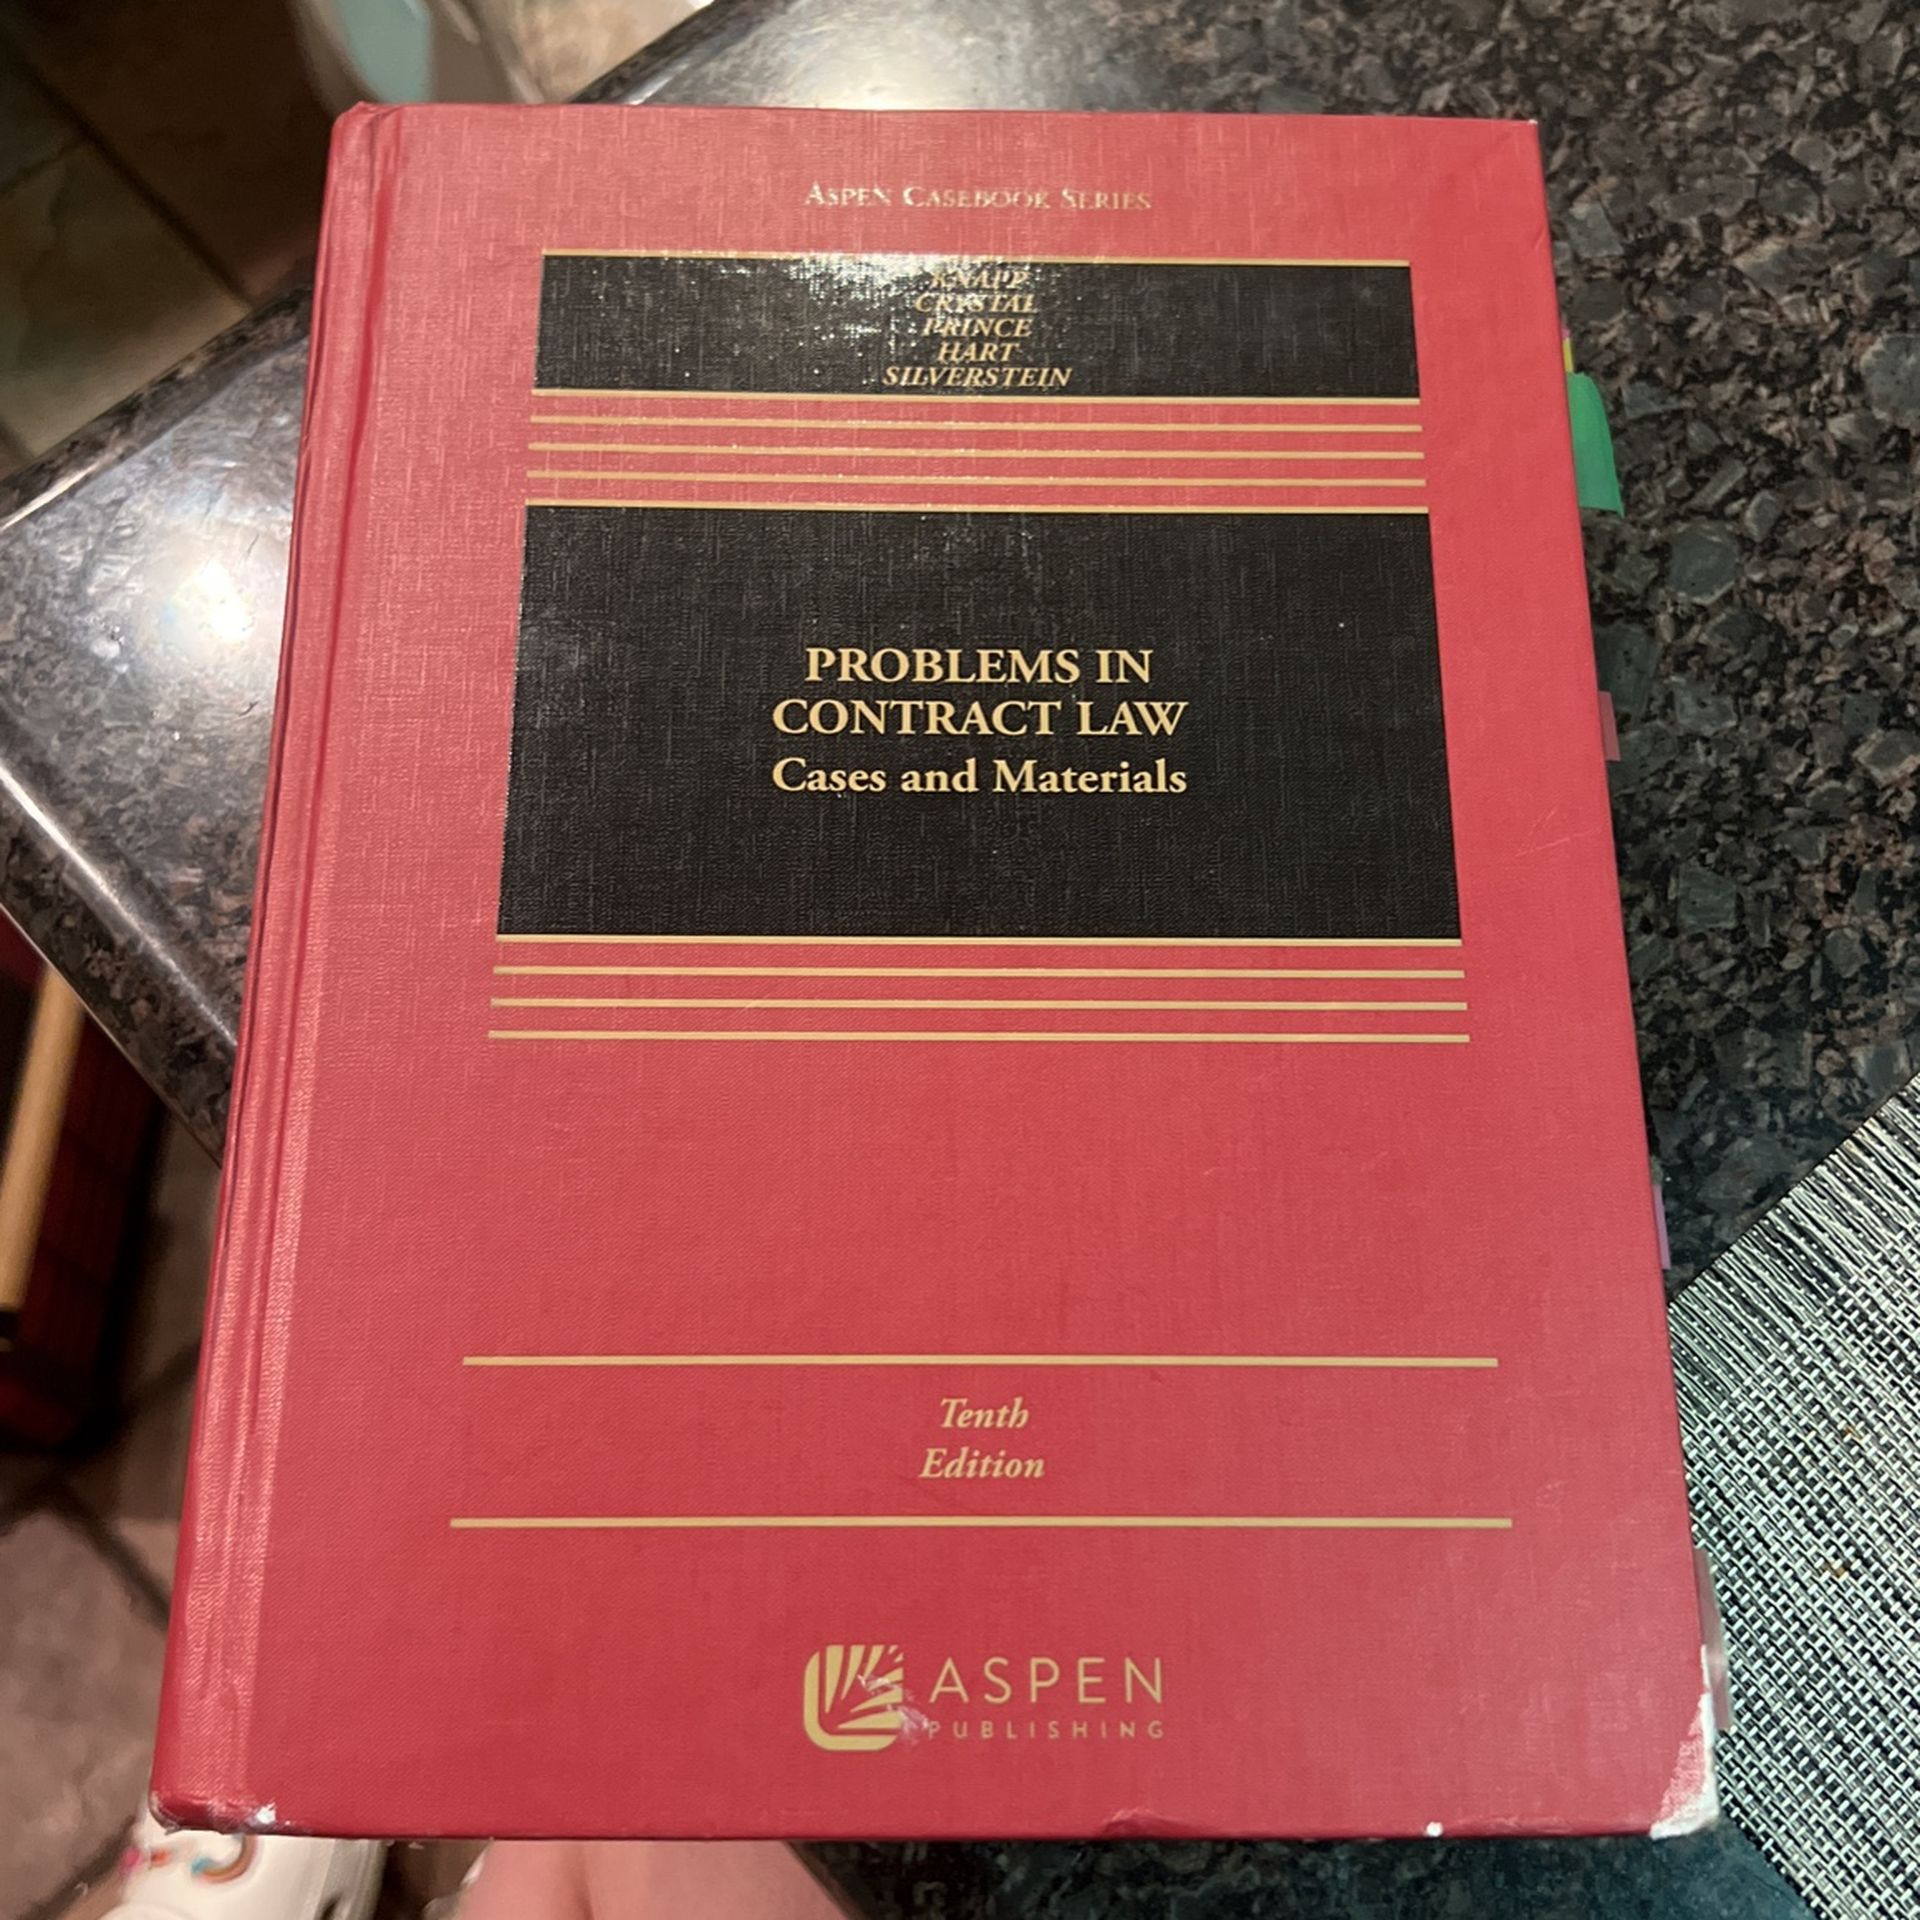 ASPEN CASEBOOK SERIES
KNAPP
CRYSTAL
PRINCE
HART
SILVERSTEIN
PROBLEMS IN
CONTRACT LAW
Cases and Materials
Tenth
Edition
ASPEN
PUBLISHING